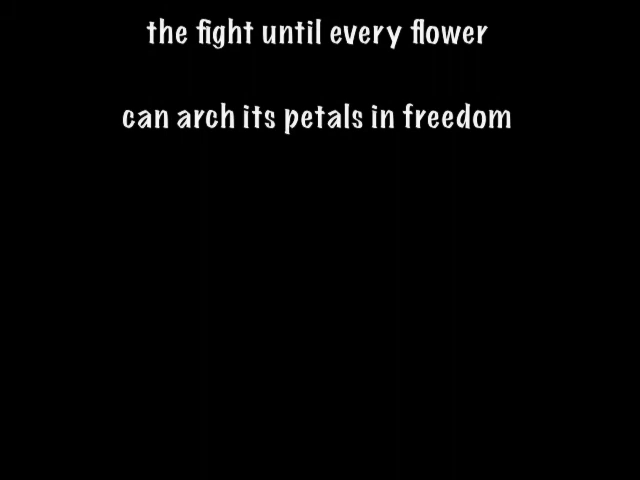 the fight until every flower
can arch its petals in freedom